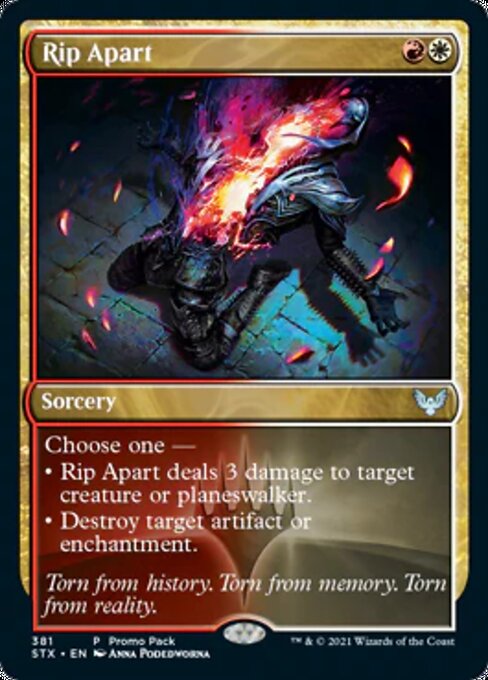 Rip Apart
Sorcery
Choose one —
• Rip Apart deals 3 damage to target
creature or planeswalker.
• Destroy target artifact or
enchantment.
Torn from history. Torn from memory. Torn
from reality.
381 P Promo Pack
STX • EN Anna Podedworna
™ & © 2021 Wizards of the Coast